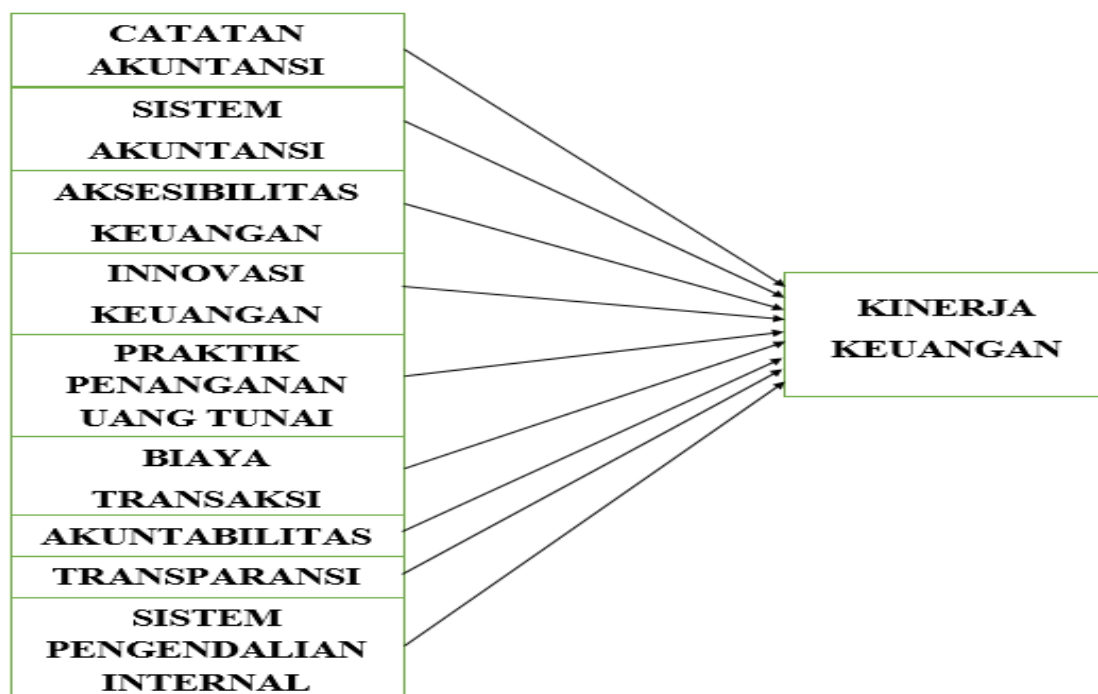 CATATAN
AKUNTANSI
SISTEM
AKUNTANSI
AKSESIBILITAS
KEUANGAN
INNOVASI
KEUANGAN
PRAKTIK
PENANGANAN
UANG TUNAI
BIAYA
TRANSAKSI
AKUNTABILITAS
TRANSPARANSI
SISTEM
PENGENDALIAN
INTERNAL
KINERJA
KEUANGAN